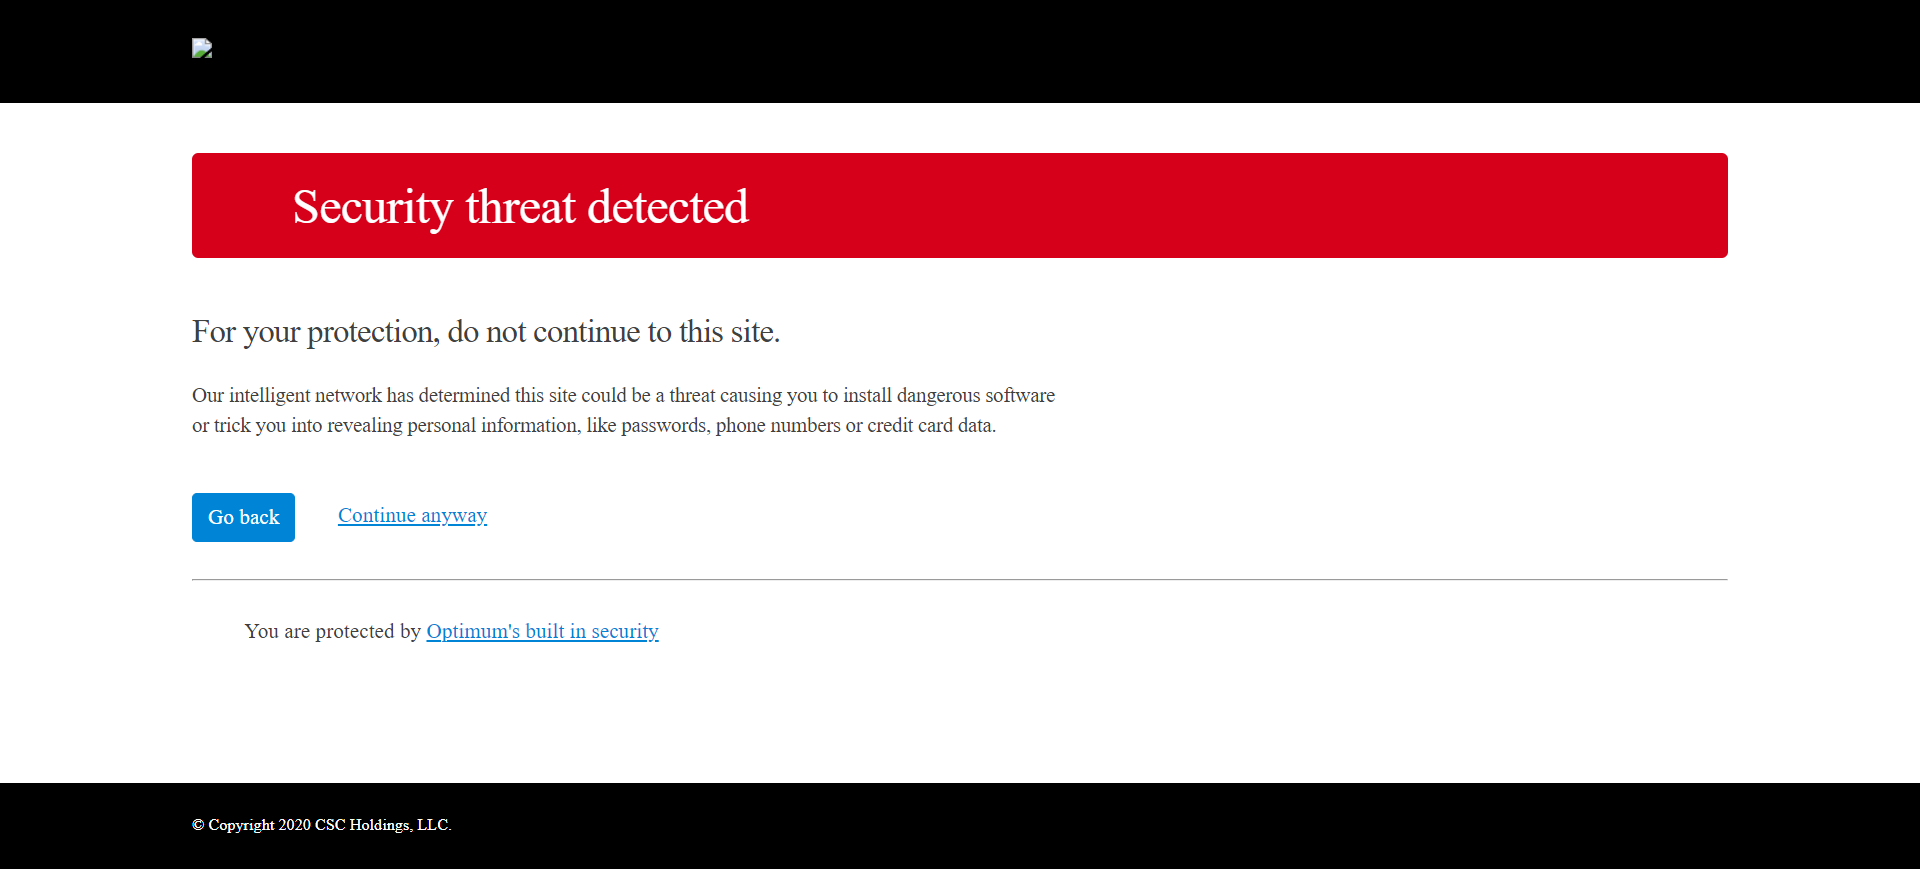 Security threat detected
For your protection, do not continue to this site.
Our intelligent network has determined this site could be a threat causing you to install dangerous software
or trick you into revealing personal information, like passwords, phone numbers or credit card data.
Go back Continue anyway
You are protected by Optimum's built in security
© Copyright 2020 CSC Holdings, LLC.